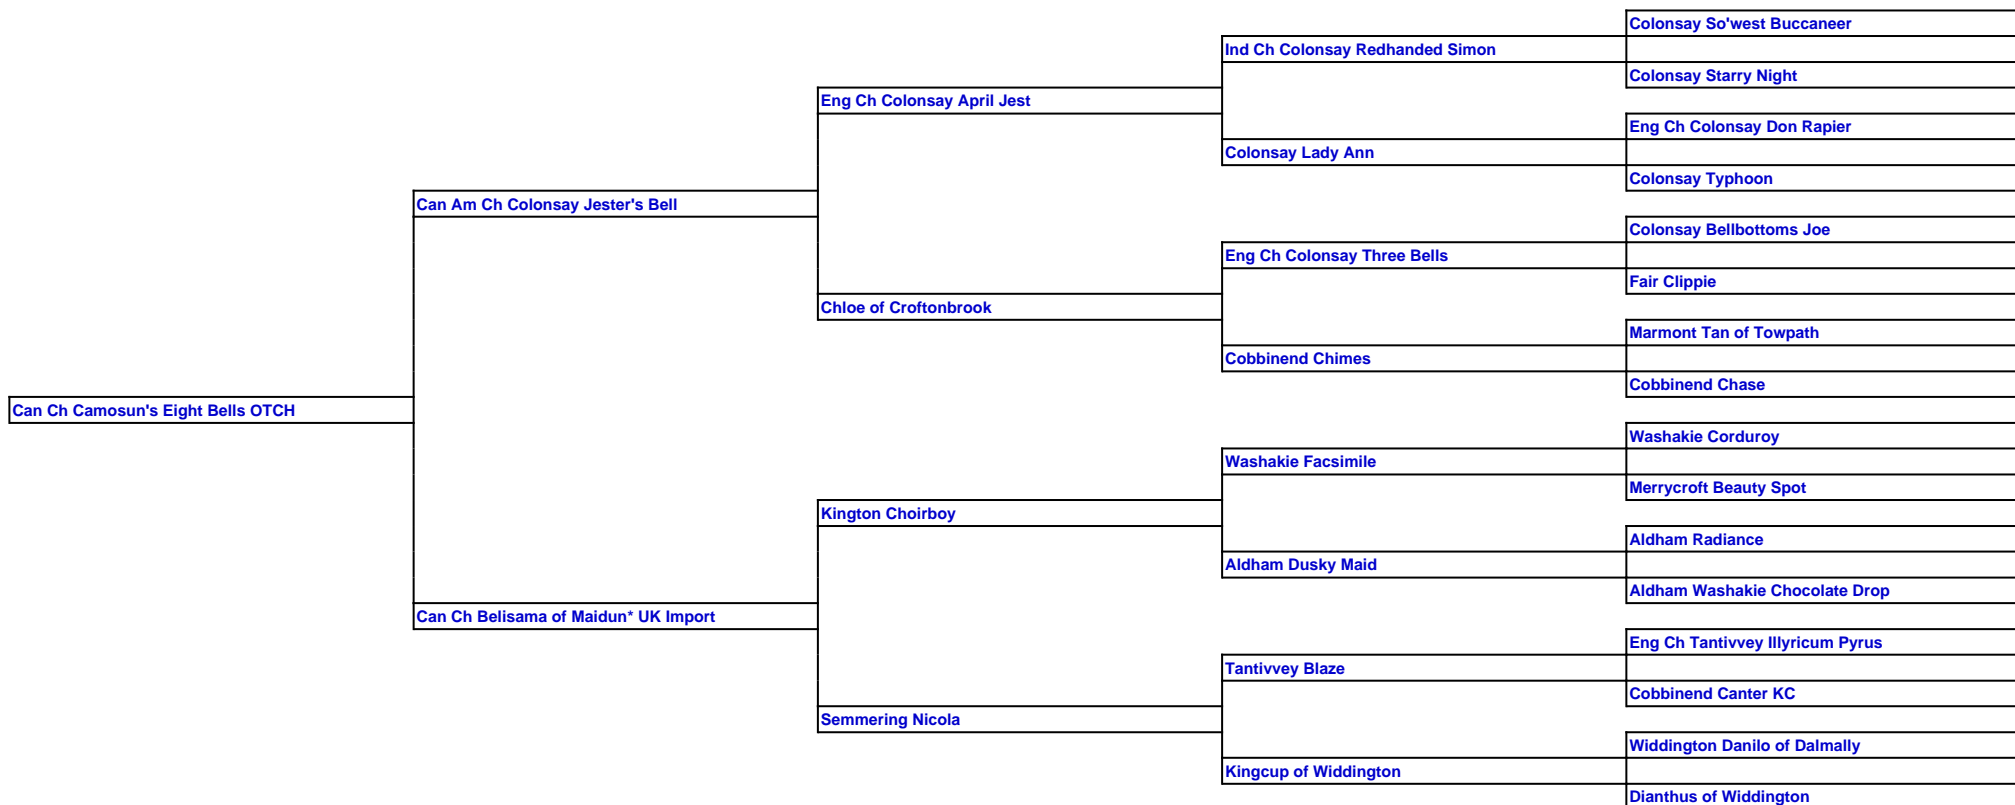 Colonsay So'west Buccaneer
Ind Ch Colonsay Redhanded Simon
Colonsay Starry Night
Eng Ch Colonsay April Jest
Eng Ch Colonsay Don Rapier
Colonsay Lady Ann
Colonsay Typhoon
Can Am Ch Colonsay Jester's Bell
Colonsay Bellbottoms Joe
Eng Ch Colonsay Three Bells
Fair Clippie
Chloe of Croftonbrook
Marmont Tan of Towpath
Cobbinend Chimes
Cobbinend Chase
Can Ch Camosun's Eight Bells OTCH
Washakie Corduroy
Washakie Facsimile
Merrycroft Beauty Spot
Kington Choirboy
Aldham Radiance
Aldham Dusky Maid
Aldham Washakie Chocolate Drop
Can Ch Belisama of Maidun* UK Import
Eng Ch Tantivvey Illyricum Pyrus
Tantivvey Blaze
Cobbinend Canter KC
Semmering Nicola
Widdington Danilo of Dalmally
Kingcup of Widdington
Dianthus of Widdington